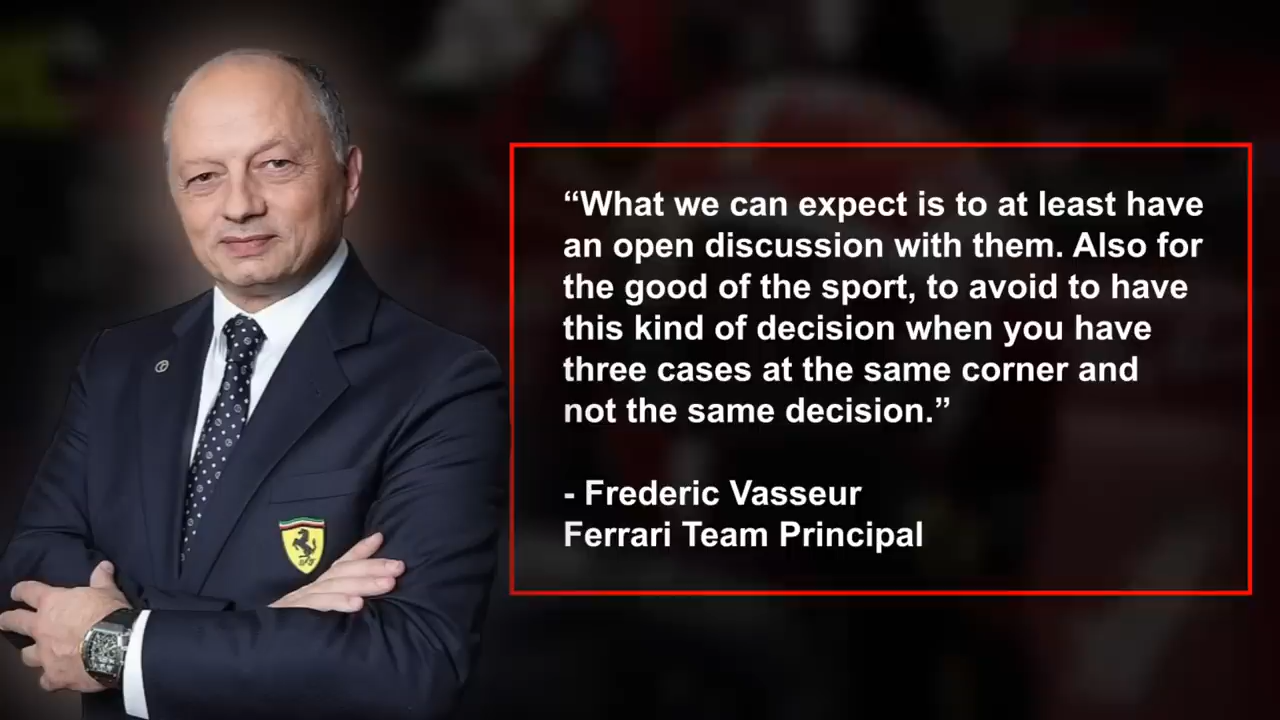 “What we can expect is to at least have
an open discussion with them. Also for
the good of the sport, to avoid to have
this kind of decision when you have
three cases at the same corner and
not the same decision.”
- Frederic Vasseur
Ferrari Team Principal